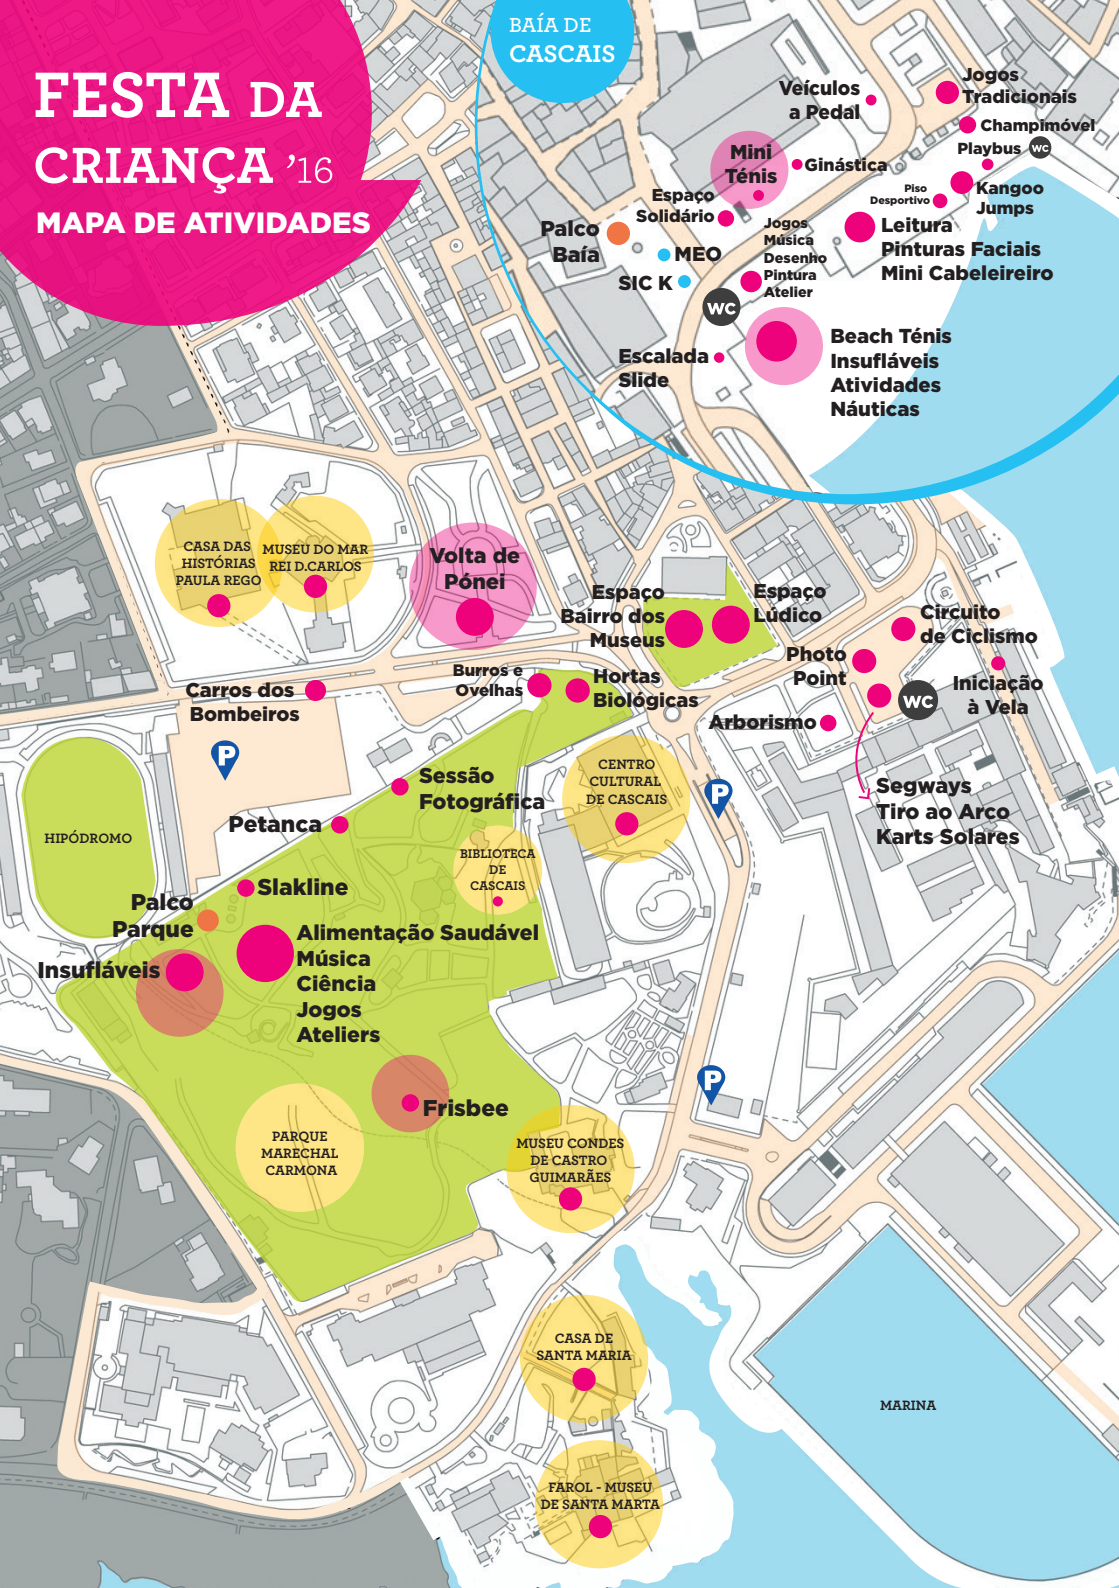 FESTA DA
CRIANÇA '16
MAPA DE ATIVIDADES
BAÍA DE
CASCAIS
Veículos
a Pedal
Jogos
Tradicionais
Champimóvel
Playbus
WC
Mini
Ténis
Ginástica
Piso
Desportivo
Kangoo
Jumps
Espaço
Solidário
Palco
Baía
MEO
SIC K
Jogos
Música
Desenho
Pintura
Atelier
Leitura
Pinturas Faciais
Mini Cabeleireiro
WC
Escalada
Slide
Beach Ténis
Insufláveis
Atividades
Náuticas
CASA DAS
HISTÓRIAS
PAULA REGO
MUSEU DO MAR
REI D.CARLOS
Volta de
Pónei
Espaço
Bairro dos
Museus
Espaço
Lúdico
Circuito
de Ciclismo
Photo
Point
Iniciação
à Vela
WC
Burros e
Ovelhas
Hortas
Biológicas
Carros dos
Bombeiros
Arborismo
P
P
CENTRO
CULTURAL
DE CASCAIS
Sessão
Fotográfica
Segways
Tiro ao Arco
Karts Solares
HIPÓDROMO
Petanca
BIBLIOTECA
DE
CASCAIS
Slakline
Palco
Parque
Insufláveis
Alimentação Saudável
Música
Ciência
Jogos
Ateliers
P
Frisbee
PARQUE
MARECHAL
CARMONA
MUSEU CONDES
DE CASTRO
GUIMARÃES
CASA DE
SANTA MARIA
MARINA
FAROL - MUSEU
DE SANTA MARTA